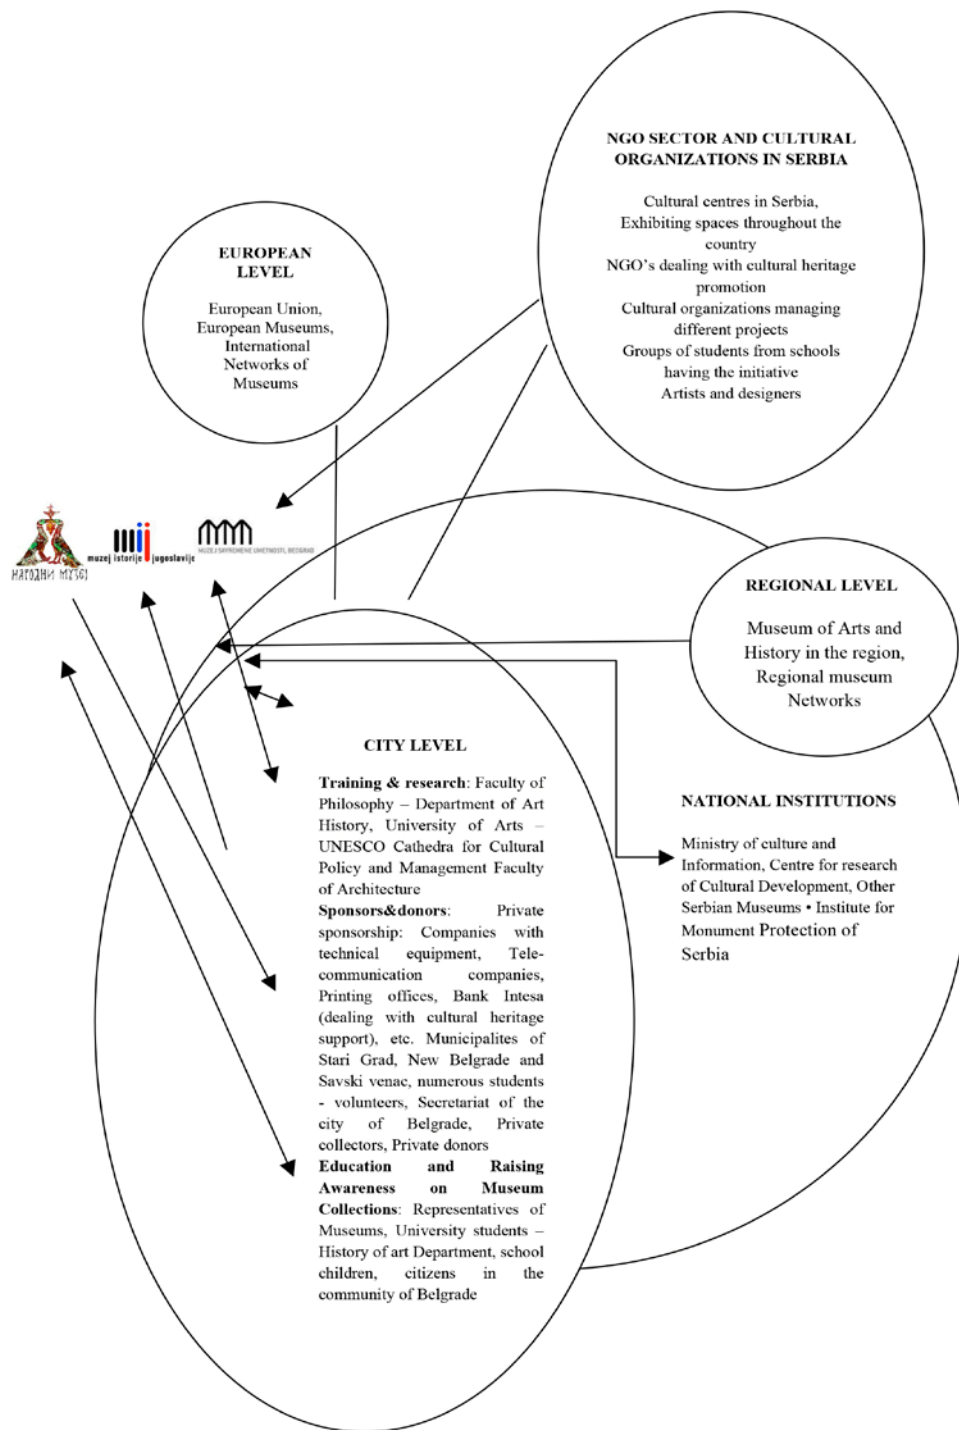 NGO SECTOR AND CULTURAL
ORGANIZATIONS IN SERBIA
Cultural centres in Serbia,
Exhibiting spaces throughout the
country
NGO's dealing with cultural heritage
promotion
Cultural organizations managing
different projects
Groups of students from schools
having the initiative
Artists and designers
EUROPEAN
LEVEL
European Union,
European Museums,
International
Networks of
Museums
НАРОДНИ МУЗЕЈ
muzej istorije jugoslavije
MUZEJ SAVREMENE UMETNOSTI, BEOGRAD
REGIONAL LEVEL
Museum of Arts and
History in the region,
Regional museum
Networks
CITY LEVEL
Training & research: Faculty of
Philosophy – Department of Art
History, University of Arts –
UNESCO Cathedra for Cultural
Policy and Management Faculty
of Architecture
Sponsors&donors: Private
sponsorship: Companies with
technical equipment, Tele-
communication companies,
Printing offices, Bank Intesa
(dealing with cultural heritage
support), etc. Municipalites of
Stari Grad, New Belgrade and
Savski venac, numerous students
- volunteers, Secretariat of the
city of Belgrade, Private
collectors, Private donors
Education and Raising
Awareness on Museum
Collections: Representatives of
Museums, University students –
History of art Department, school
children, citizens in the
community of Belgrade
NATIONAL INSTITUTIONS
Ministry of culture and
Information, Centre for research
of Cultural Development, Other
Serbian Museums • Institute for
Monument Protection of
Serbia